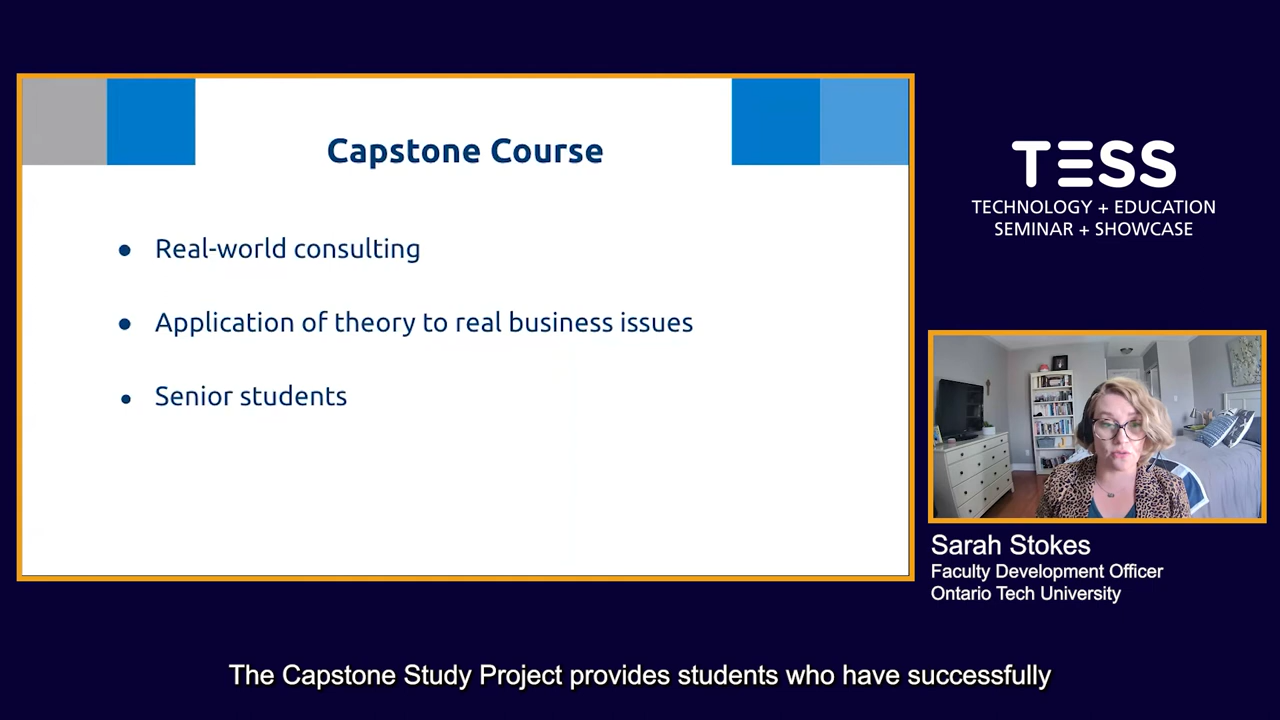 Capstone Course
● Real-world consulting
● Application of theory to real business issues
● Senior students
TESS
TECHNOLOGY + EDUCATION
SEMINAR + SHOWCASE
Sarah Stokes
Faculty Development Officer
Ontario Tech University
The Capstone Study Project provides students who have successfully